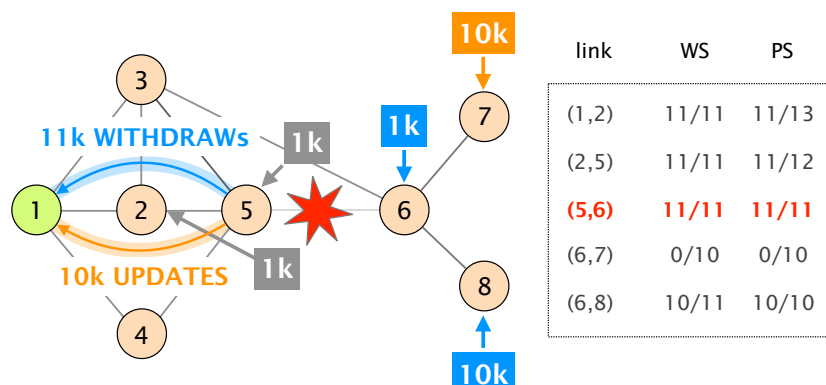 10k
3
11k WITHDRAWs
1k
1k
7
1
2
5
6
10k UPDATES
1k
8
4
10k
link WS PS
(1,2) 11/11 11/13
(2,5) 11/11 11/12
(5,6) 11/11 11/11
(6,7) 0/10 0/10
(6,8) 10/11 10/10